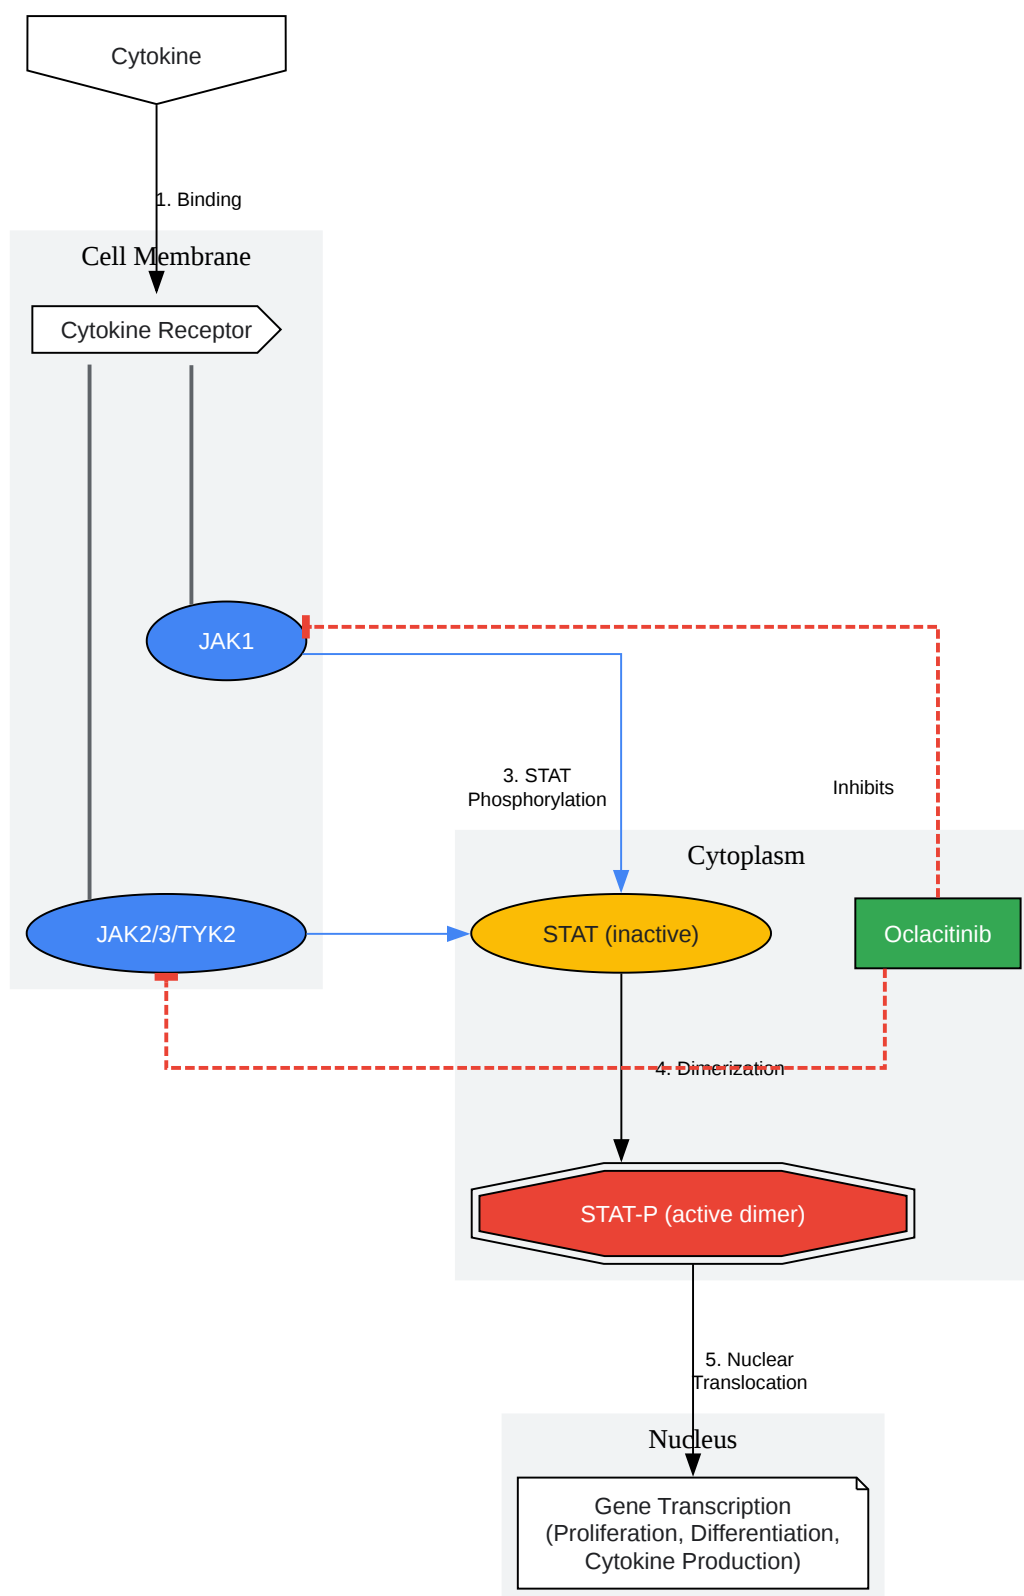 Cytokine
1. Binding
Cell Membrane
Cytokine Receptor
JAK1
3. STAT
Phosphorylation
Inhibits
Cytoplasm
JAK2/3/TYK2
STAT (inactive)
Oclacitinib
4. Dimerization
STAT-P (active dimer)
5. Nuclear
Translocation
Nucleus
Gene Transcription
(Proliferation, Differentiation,
Cytokine Production)